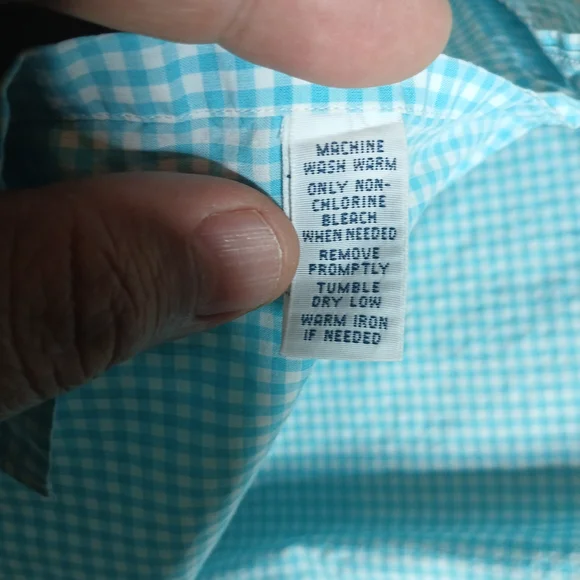 MACHINE
WASH WARM
ONLY NON-
CHLORINE
BLEACH
WHEN NEEDED
REMOVE
PROMPTLY
TUMBLE
DRY LOW
WARM IRON
IF NEEDED